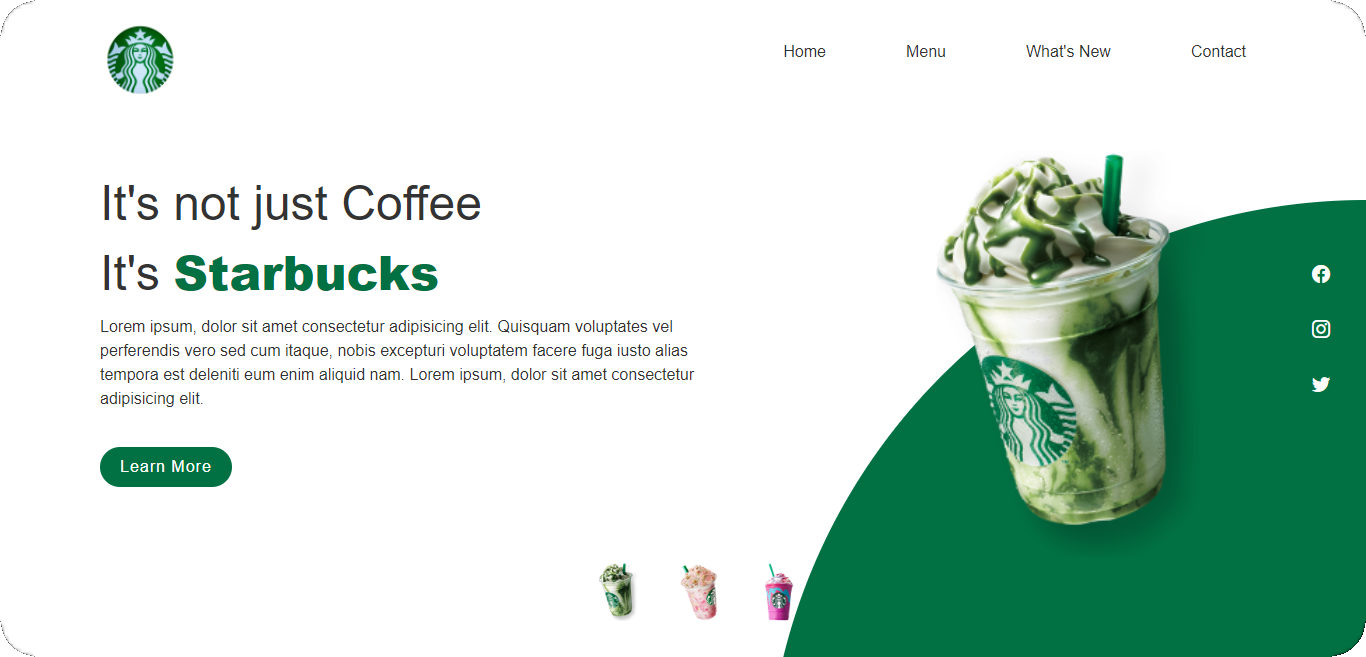 Home Menu What's New Contact
It's not just Coffee
It's Starbucks
Lorem ipsum, dolor sit amet consectetur adipisicing elit. Quisquam voluptates vel
perferendis vero sed cum itaque, nobis excepturi voluptatem facere fuga iusto alias
tempora est deleniti eum enim aliquid nam. Lorem ipsum, dolor sit amet consectetur
adipisicing elit.
Learn More